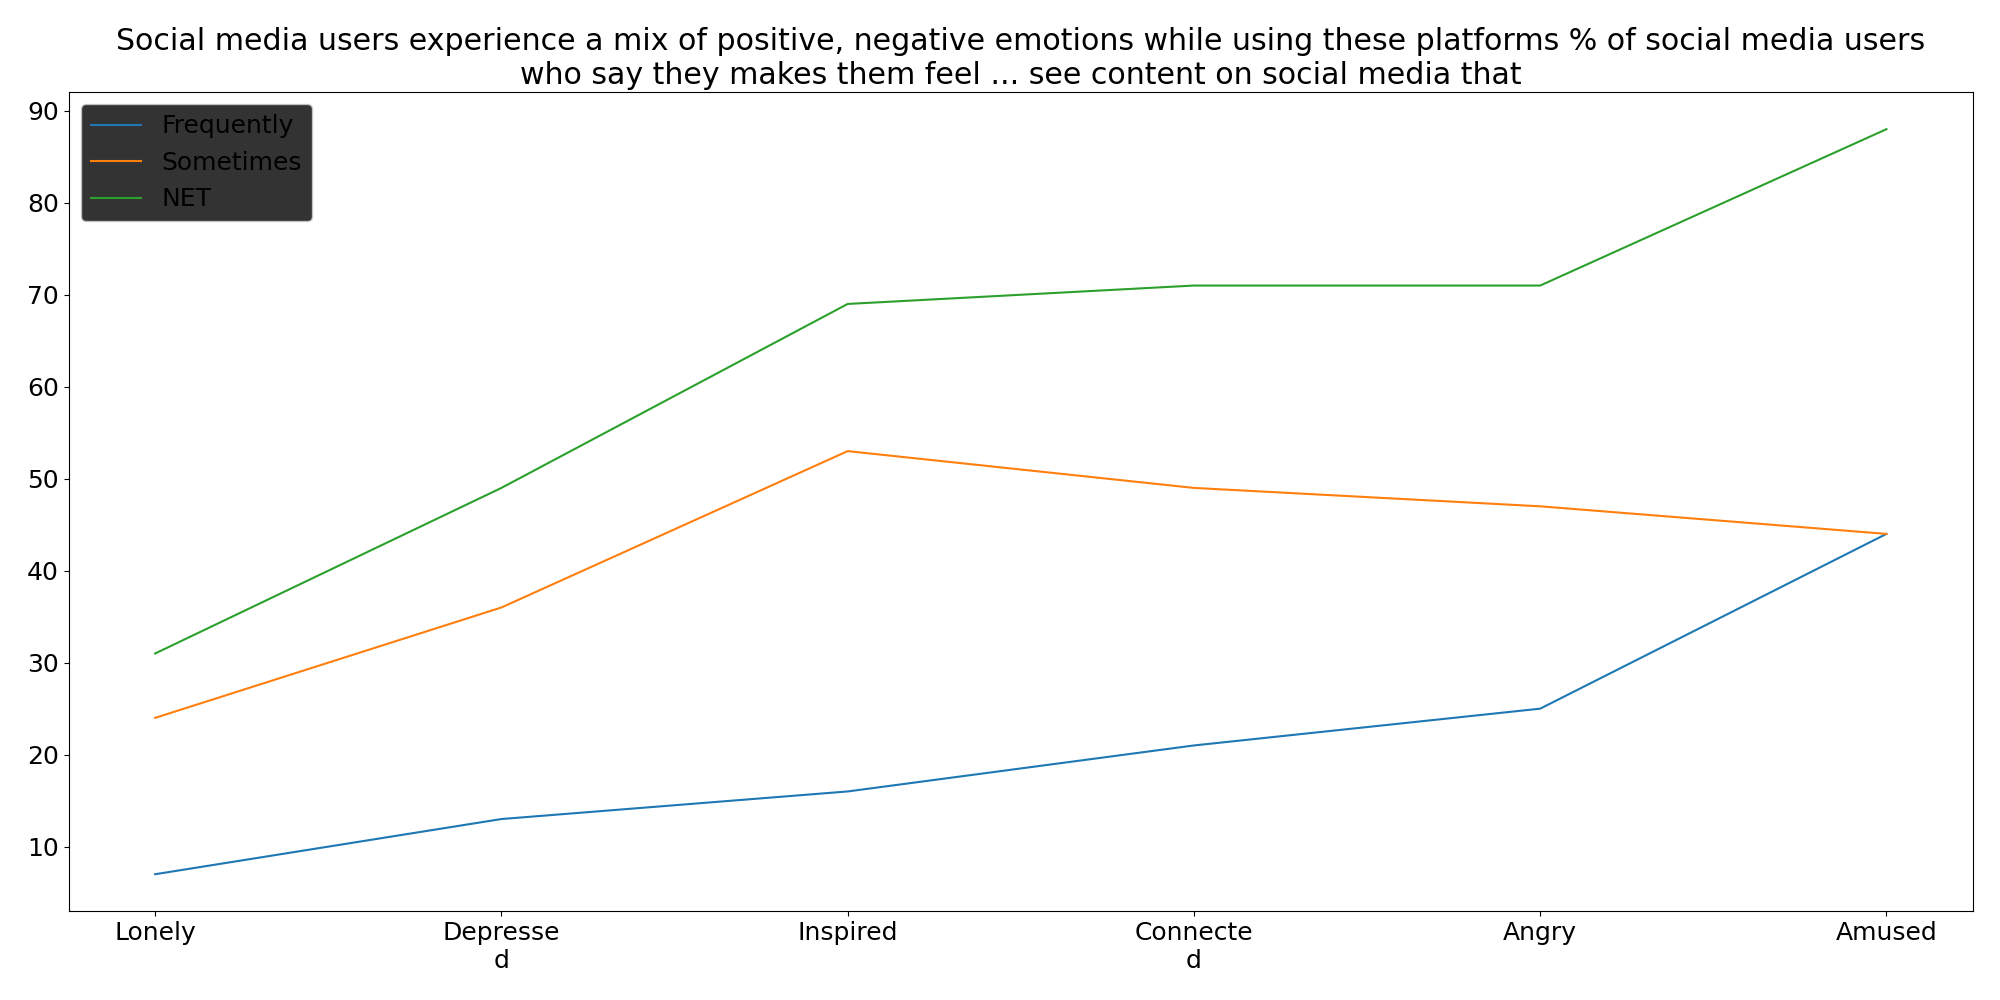 Social media users experience a mix of positive, negative emotions while using these platforms % of social media users
who say they makes them feel ... see content on social media that
90
80
70
60
50
40
30
20
10
Frequently
Sometimes
NET
Lonely
Depresse
d
Inspired
Connecte
d
Angry
Amused